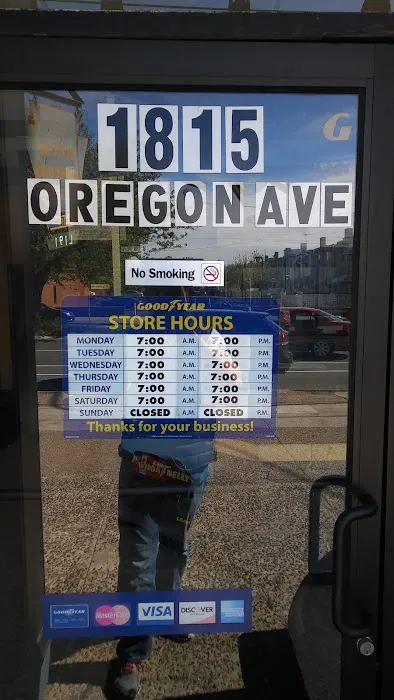 1815
G
OREGON AVE
No Smoking
GOODYEAR
STORE HOURS
MONDAY 7:00 A.M. 7:00 P.M.
TUESDAY 7:00 A.M. 7:00 P.M.
WEDNESDAY 7:00 A.M. 7:00 P.M.
THURSDAY 7:00 A.M. 7:00 P.M.
FRIDAY 7:00 A.M. 7:00 P.M.
SATURDAY 7:00 A.M. 7:00 P.M.
SUNDAY CLOSED A.M. CLOSED P.M.
Thanks for your business!
GOODYEAR MasterCard VISA DISCOVER